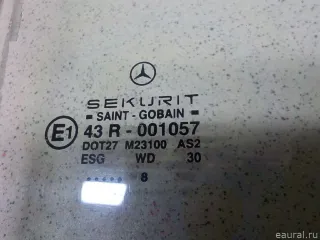 SEKURIT
SAINT - GOBAIN
E1 43 R - 001057
DOT27 M23100 AS2
ESG WD 30
8
eaural.ru